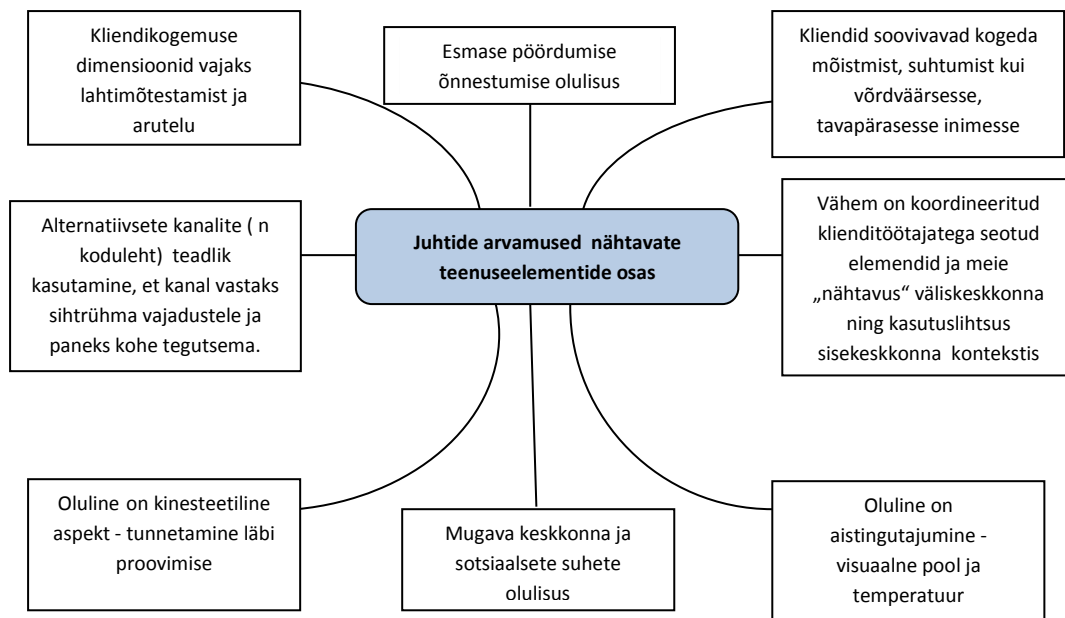 Kliendikogemuse
dimensioonid vajaks
lahtimõtestamist ja
arutelu
Esmase pöördumise
õnnestumise olulisus
Kliendid soovivavad kogeda
mõistmist, suhtumist kui
võrdväärsesse,
tavapärasesse inimesse
Alternatiivsete kanalite ( n
koduleht) teadlik
kasutamine, et kanal vastaks
sihtrühma vajadustele ja
paneks kohe tegutsema.
Juhtide arvamused nähtavate
teenuseelementide osas
Vähem on koordineeritud
klienditöötajatega seotud
elemendid ja meie
„nähtavus“ väliskeskkonna
ning kasutuslihtsus
sisekeskkonna kontekstis
Oluline on kinesteetiline
aspekt - tunnetamine läbi
proovimise
Mugava keskkonna ja
sotsiaalsete suhete
olulisus
Oluline on
aistingutajumine -
visuaalne pool ja
temperatuur